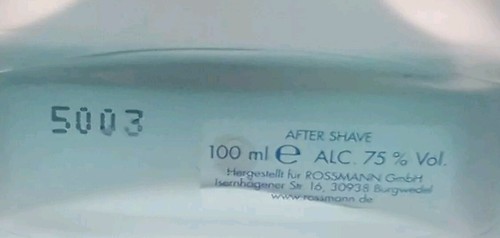 5003
AFTER SHAVE
100 ml ℮ ALC. 75 % Vol.
Hergestellt für ROSSMANN GmbH
Isernhägener Str. 16, 30938 Burgwedel
www.rossmann.de